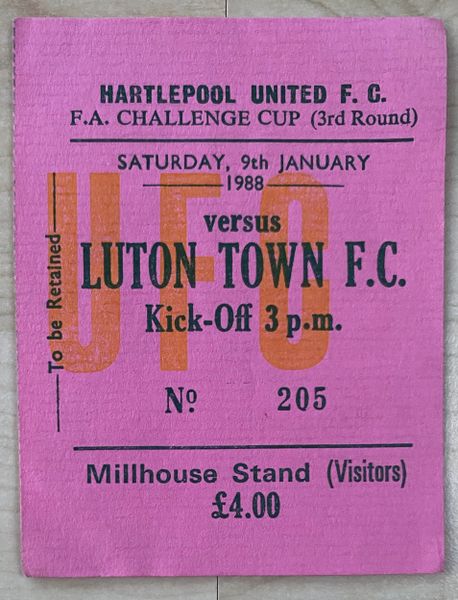 HARTLEPOOL UNITED F. C.
F.A. CHALLENGE CUP (3rd Round)
SATURDAY, 9th JANUARY
1988
versus
LUTON TOWN F.C.
Kick-Off 3 p.m.
UFO
To be Retained
Nº 205
Millhouse Stand (Visitors)
£4.00